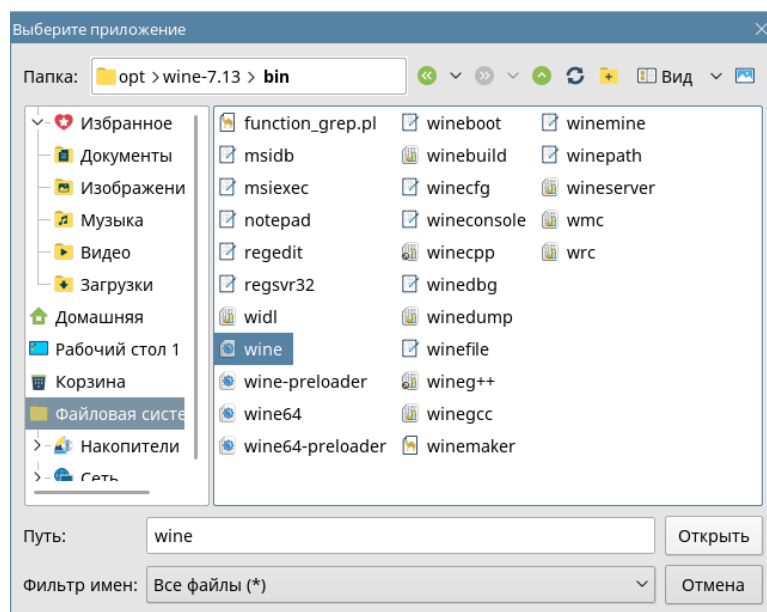 Выберите приложение
Папка: opt > wine-7.13 > bin Вид
Избранное
Документы
Изображени
Музыка
Видео
Загрузки
Домашняя
Рабочий стол 1
Корзина
Файловая систе
Накопители
Сеть
function_grep.pl
msidb
msiexec
notepad
regedit
regsvr32
widl
wine
wine-preloader
wine64
wine64-preloader
wineboot
winebuild
winecfg
wineconsole
winecpp
winedbg
winedump
winefile
wineg++
winegcc
winemaker
winemine
winepath
wineserver
wmc
wrc
Путь: wine Открыть
Фильтр имен: Все файлы (*) Отмена